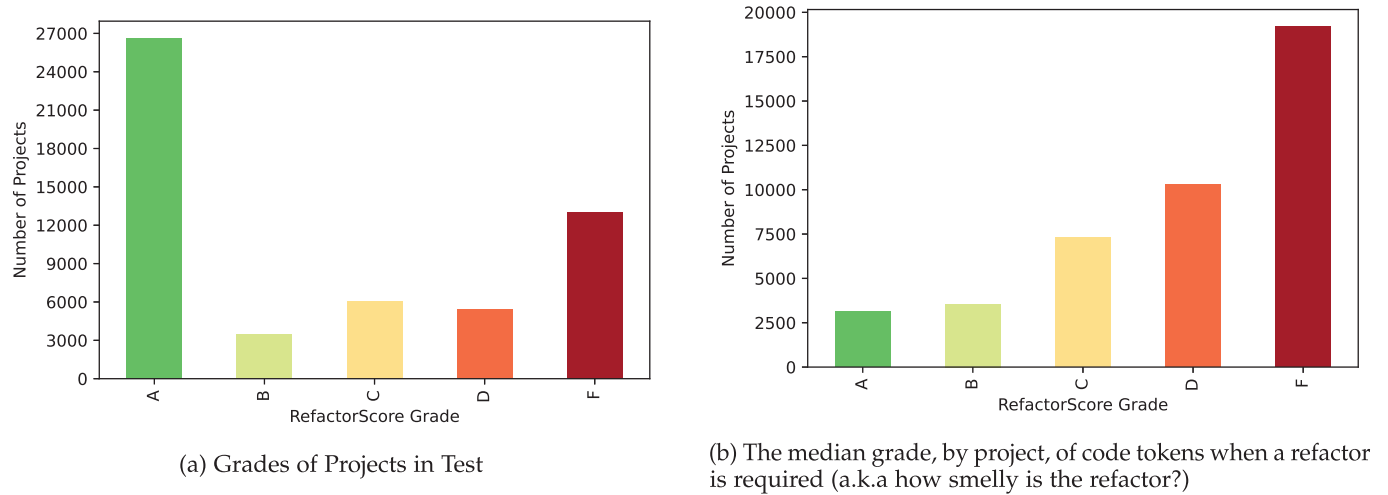 27000
24000
21000
18000
15000
12000
9000
6000
3000
0
Number of Projects
A B C D F
RefactorScore Grade
(a) Grades of Projects in Test
20000
17500
15000
12500
10000
7500
5000
2500
0
Number of Projects
A B C D F
RefactorScore Grade
(b) The median grade, by project, of code tokens when a refactor
is required (a.k.a how smelly is the refactor?)